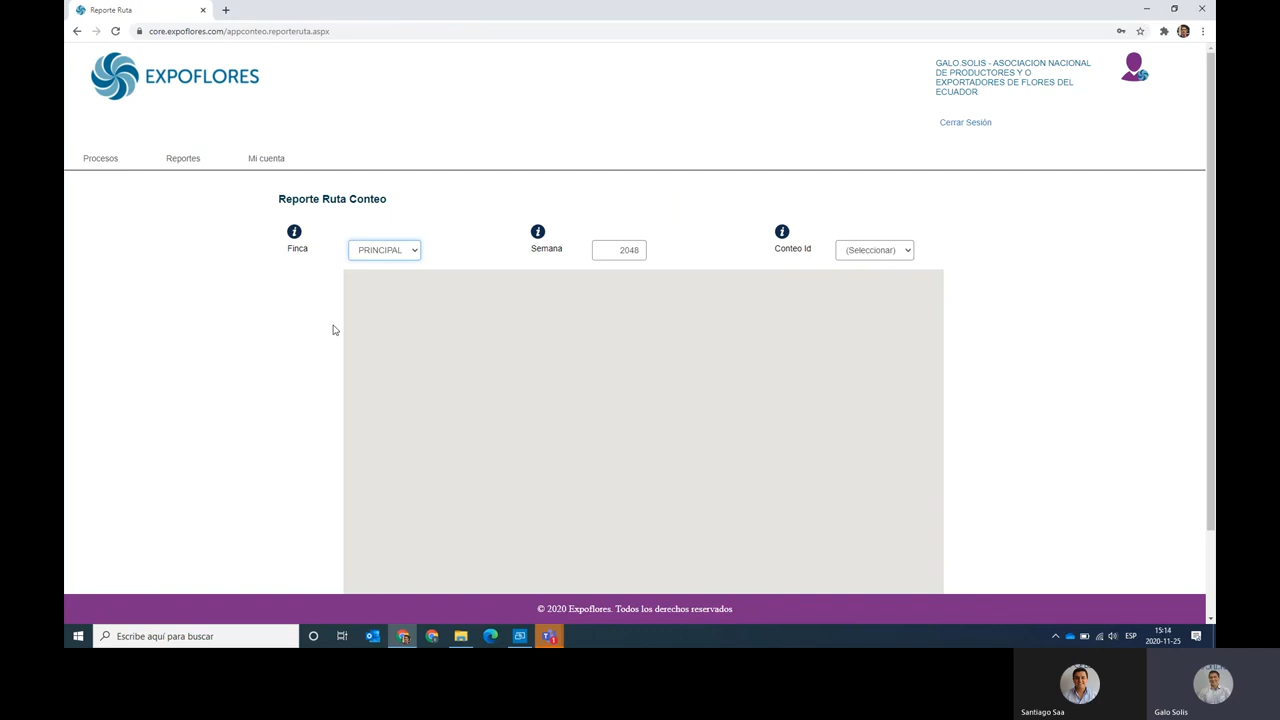 Reporte Ruta
core.expoflores.com/appconteo.reporteruta.aspx
EXPOFLORES
GALO.SOLIS - ASOCIACION NACIONAL
DE PRODUCTORES Y O
EXPORTADORES DE FLORES DEL
ECUADOR
Cerrar Sesión
Procesos
Reportes
Mi cuenta
Reporte Ruta Conteo
Finca
PRINCIPAL
Semana
2048
Conteo Id
(Seleccionar)
© 2020 Expoflores. Todos los derechos reservados
Escribe aquí para buscar
ESP
15:14
2020-11-25
Santiago Saa
Galo Solis